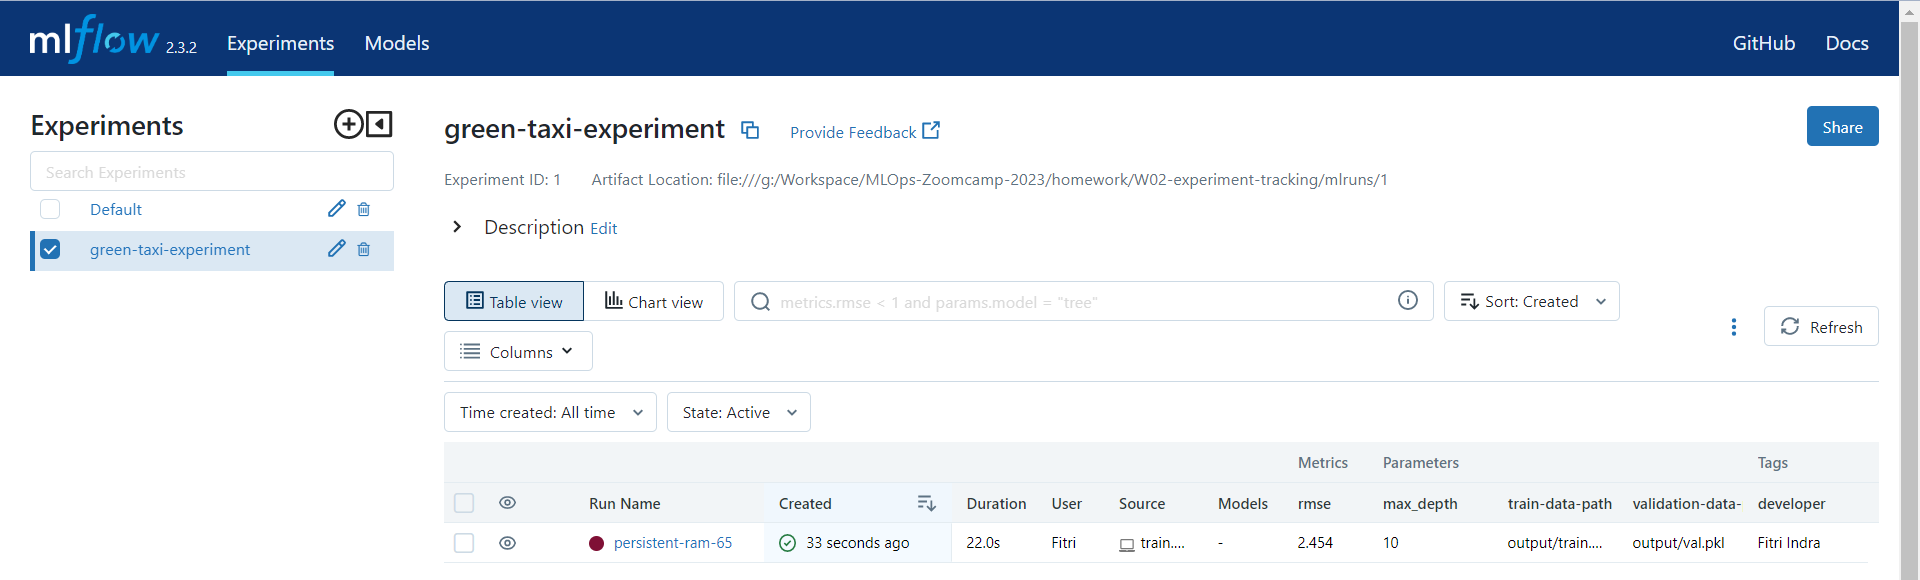 mlflow 2.3.2 Experiments Models GitHub Docs
Experiments
Search Experiments
Default
green-taxi-experiment
green-taxi-experiment Provide Feedback Share
Experiment ID: 1 Artifact Location: file:///g:/Workspace/MLOps-Zoomcamp-2023/homework/W02-experiment-tracking/mlruns/1
Description Edit
Table view Chart view metrics.rmse < 1 and params.model = "tree" Sort: Created
Refresh
Columns
Time created: All time State: Active
Metrics Parameters Tags
Run Name Created Duration User Source Models rmse max_depth train-data-path validation-data- developer
persistent-ram-65 33 seconds ago 22.0s Fitri train.... - 2.454 10 output/train.... output/val.pkl Fitri Indra